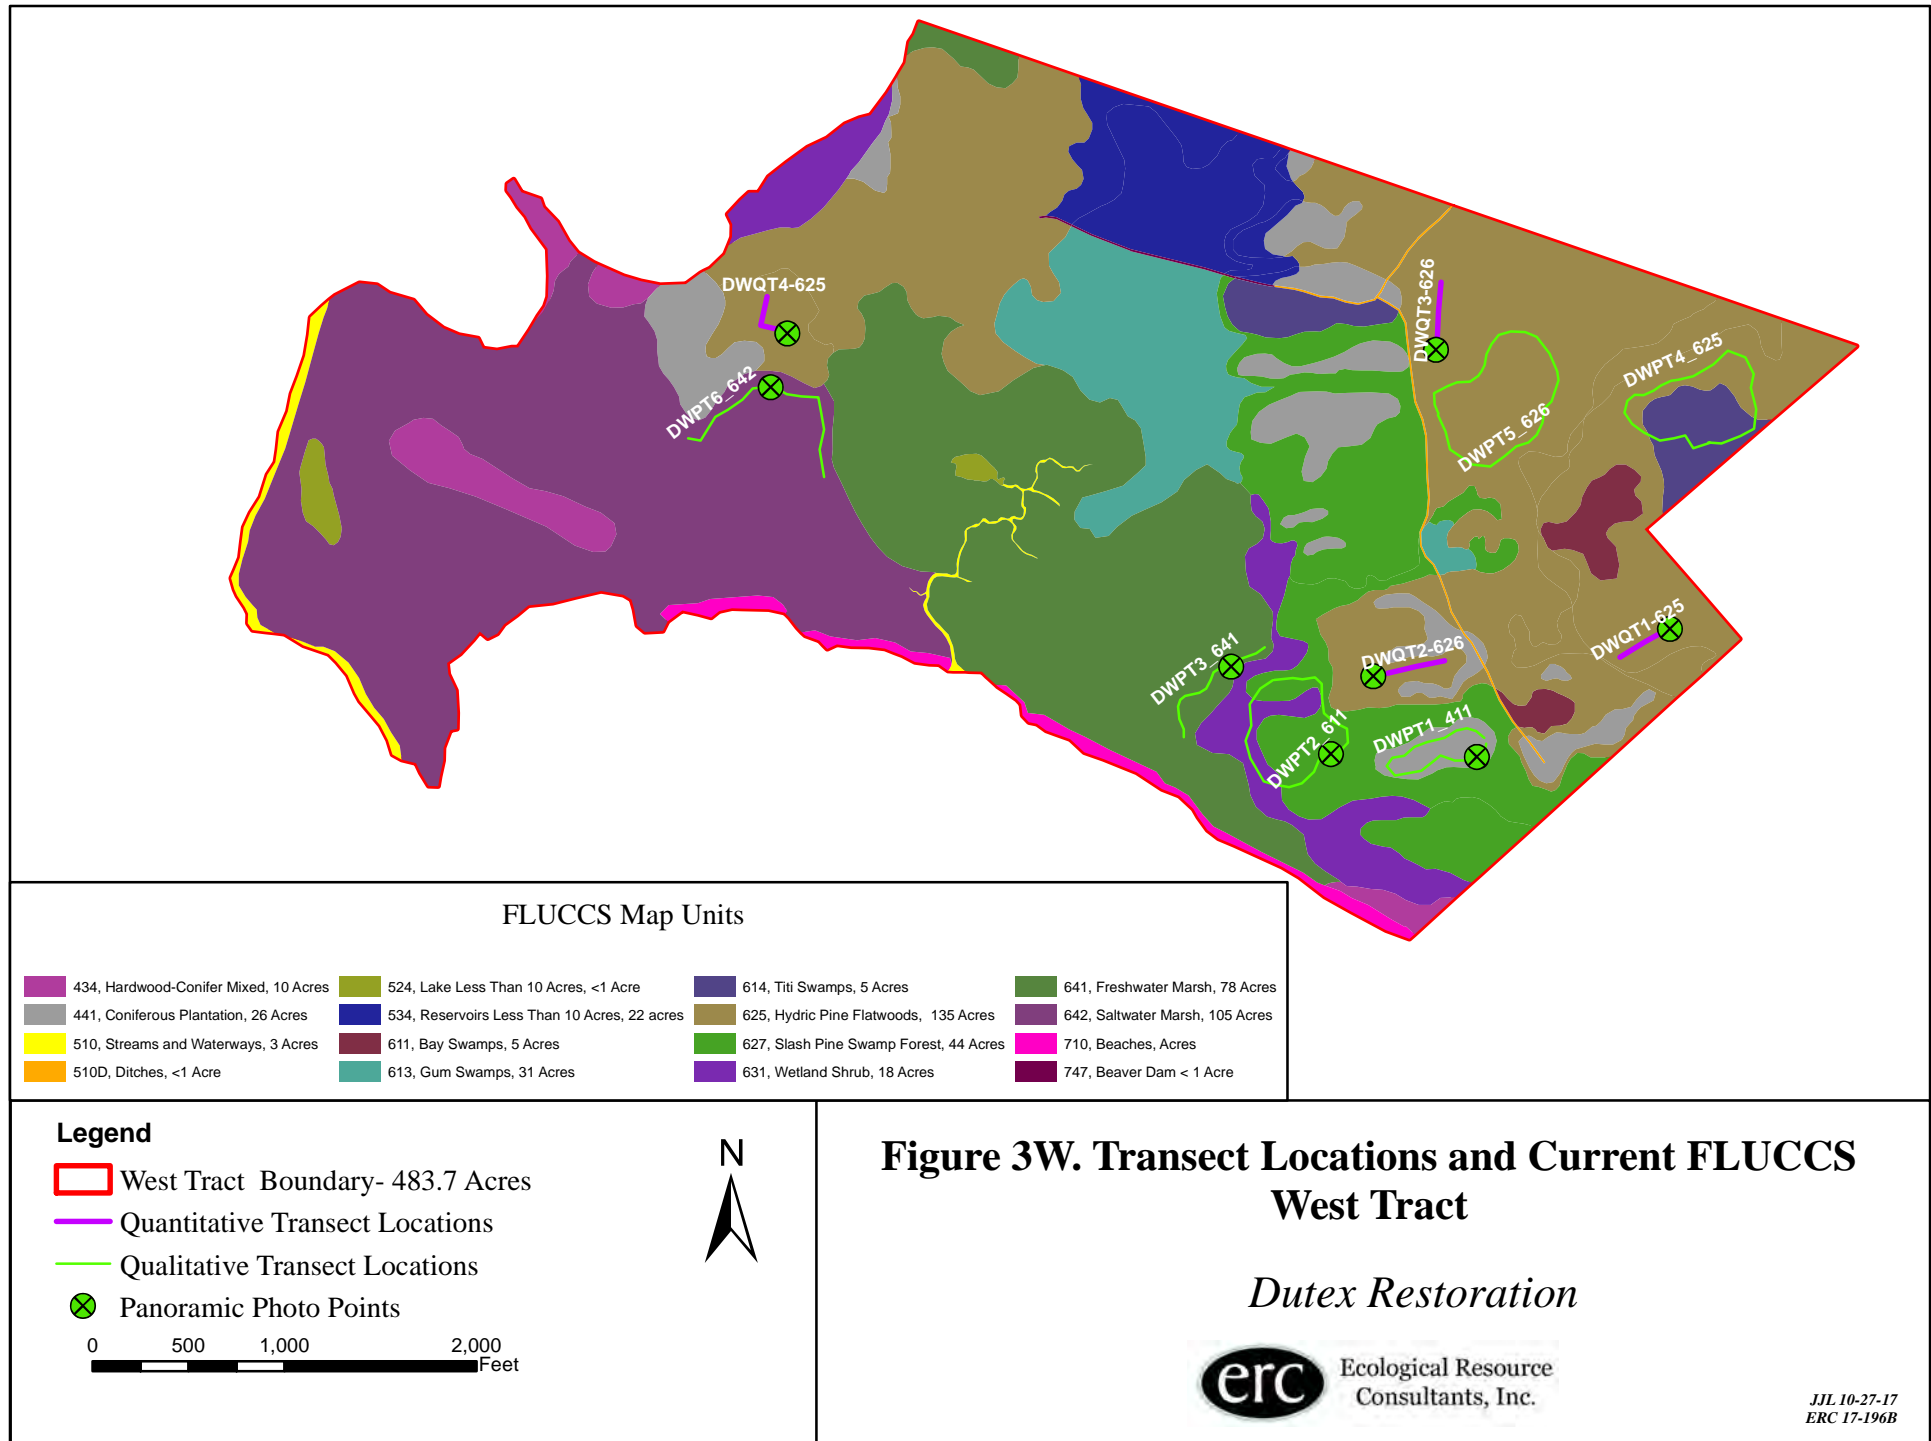 DWQT4-625
DWPT6_642
DWQT3-626
DWPT4_625
DWPT5_626
DWQT1-625
DWPT3_641
DWQT2-626
DWPT2_611
DWPT1_411
FLUCCS Map Units
434, Hardwood-Conifer Mixed, 10 Acres
441, Coniferous Plantation, 26 Acres
510, Streams and Waterways, 3 Acres
510D, Ditches, <1 Acre
524, Lake Less Than 10 Acres, <1 Acre
534, Reservoirs Less Than 10 Acres, 22 acres
611, Bay Swamps, 5 Acres
613, Gum Swamps, 31 Acres
614, Titi Swamps, 5 Acres
625, Hydric Pine Flatwoods, 135 Acres
627, Slash Pine Swamp Forest, 44 Acres
631, Wetland Shrub, 18 Acres
641, Freshwater Marsh, 78 Acres
642, Saltwater Marsh, 105 Acres
710, Beaches, Acres
747, Beaver Dam < 1 Acre
Legend
West Tract Boundary- 483.7 Acres
Quantitative Transect Locations
Qualitative Transect Locations
Panoramic Photo Points
0 500 1,000 2,000
Feet
N
Figure 3W. Transect Locations and Current FLUCCS
West Tract
Dutex Restoration
erc
Ecological Resource
Consultants, Inc.
JJL 10-27-17
ERC 17-196B